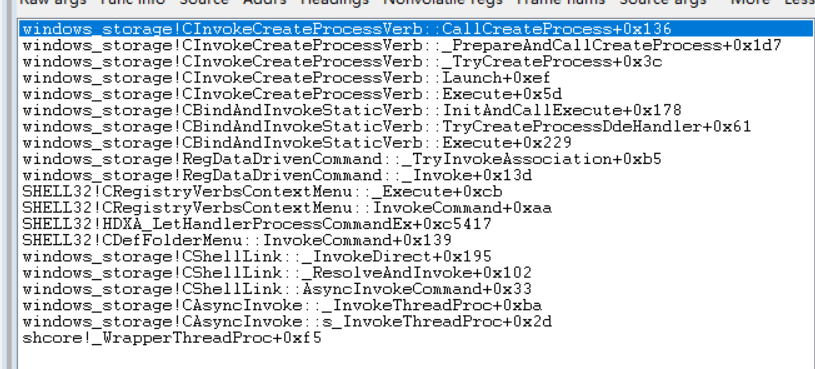 Raw args Func info Source Addrs Headings Nonvolatile regs Frame nums Source args More Less
windows_storage!CInvokeCreateProcessVerb::CallCreateProcess+0x136
windows_storage!CInvokeCreateProcessVerb::_PrepareAndCallCreateProcess+0x1d7
windows_storage!CInvokeCreateProcessVerb::_TryCreateProcess+0x3c
windows_storage!CInvokeCreateProcessVerb::Launch+0xef
windows_storage!CInvokeCreateProcessVerb::Execute+0x5d
windows_storage!CBindAndInvokeStaticVerb::InitAndCallExecute+0x178
windows_storage!CBindAndInvokeStaticVerb::TryCreateProcessDdeHandler+0x61
windows_storage!CBindAndInvokeStaticVerb::Execute+0x229
windows_storage!RegDataDrivenCommand::_TryInvokeAssociation+0xb5
windows_storage!RegDataDrivenCommand::_Invoke+0x13d
SHELL32!CRegistryVerbsContextMenu::_Execute+0xcb
SHELL32!CRegistryVerbsContextMenu::InvokeCommand+0xaa
SHELL32!HDXA_LetHandlerProcessCommandEx+0xc5417
SHELL32!CDefFolderMenu::InvokeCommand+0x139
windows_storage!CShellLink::_InvokeDirect+0x195
windows_storage!CShellLink::_ResolveAndInvoke+0x102
windows_storage!CShellLink::AsyncInvokeCommand+0x33
windows_storage!CAsyncInvoke::_InvokeThreadProc+0xba
windows_storage!CAsyncInvoke::s_InvokeThreadProc+0x2d
shcore!_WrapperThreadProc+0xf5